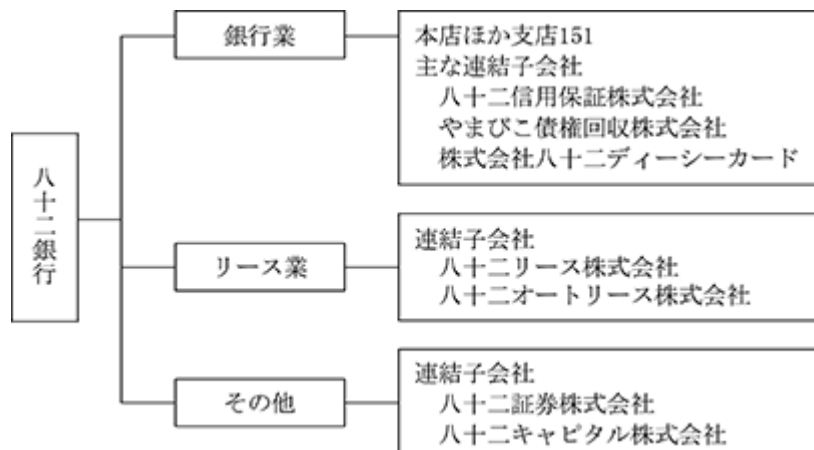 八十二銀行
銀行業
本店ほか支店151
主な連結子会社
八十二信用保証株式会社
やまびこ債権回収株式会社
株式会社八十二ディーシーカード
リース業
連結子会社
八十二リース株式会社
八十二オートリース株式会社
その他
連結子会社
八十二証券株式会社
八十二キャピタル株式会社